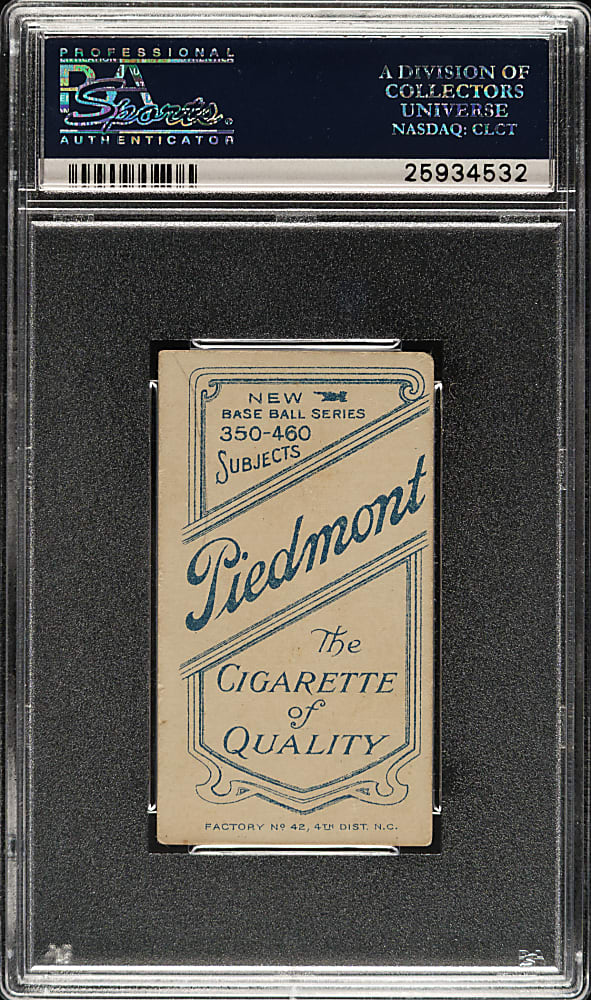 PROFESSIONAL
PSA
Sports
AUTHENTICATOR
A DIVISION OF
COLLECTORS
UNIVERSE
NASDAQ: CLCT
25934532
NEW
BASE BALL SERIES
350-460
SUBJECTS
Piedmont
The
CIGARETTE
of
QUALITY
FACTORY Nº 42, 4TH DIST. N.C.